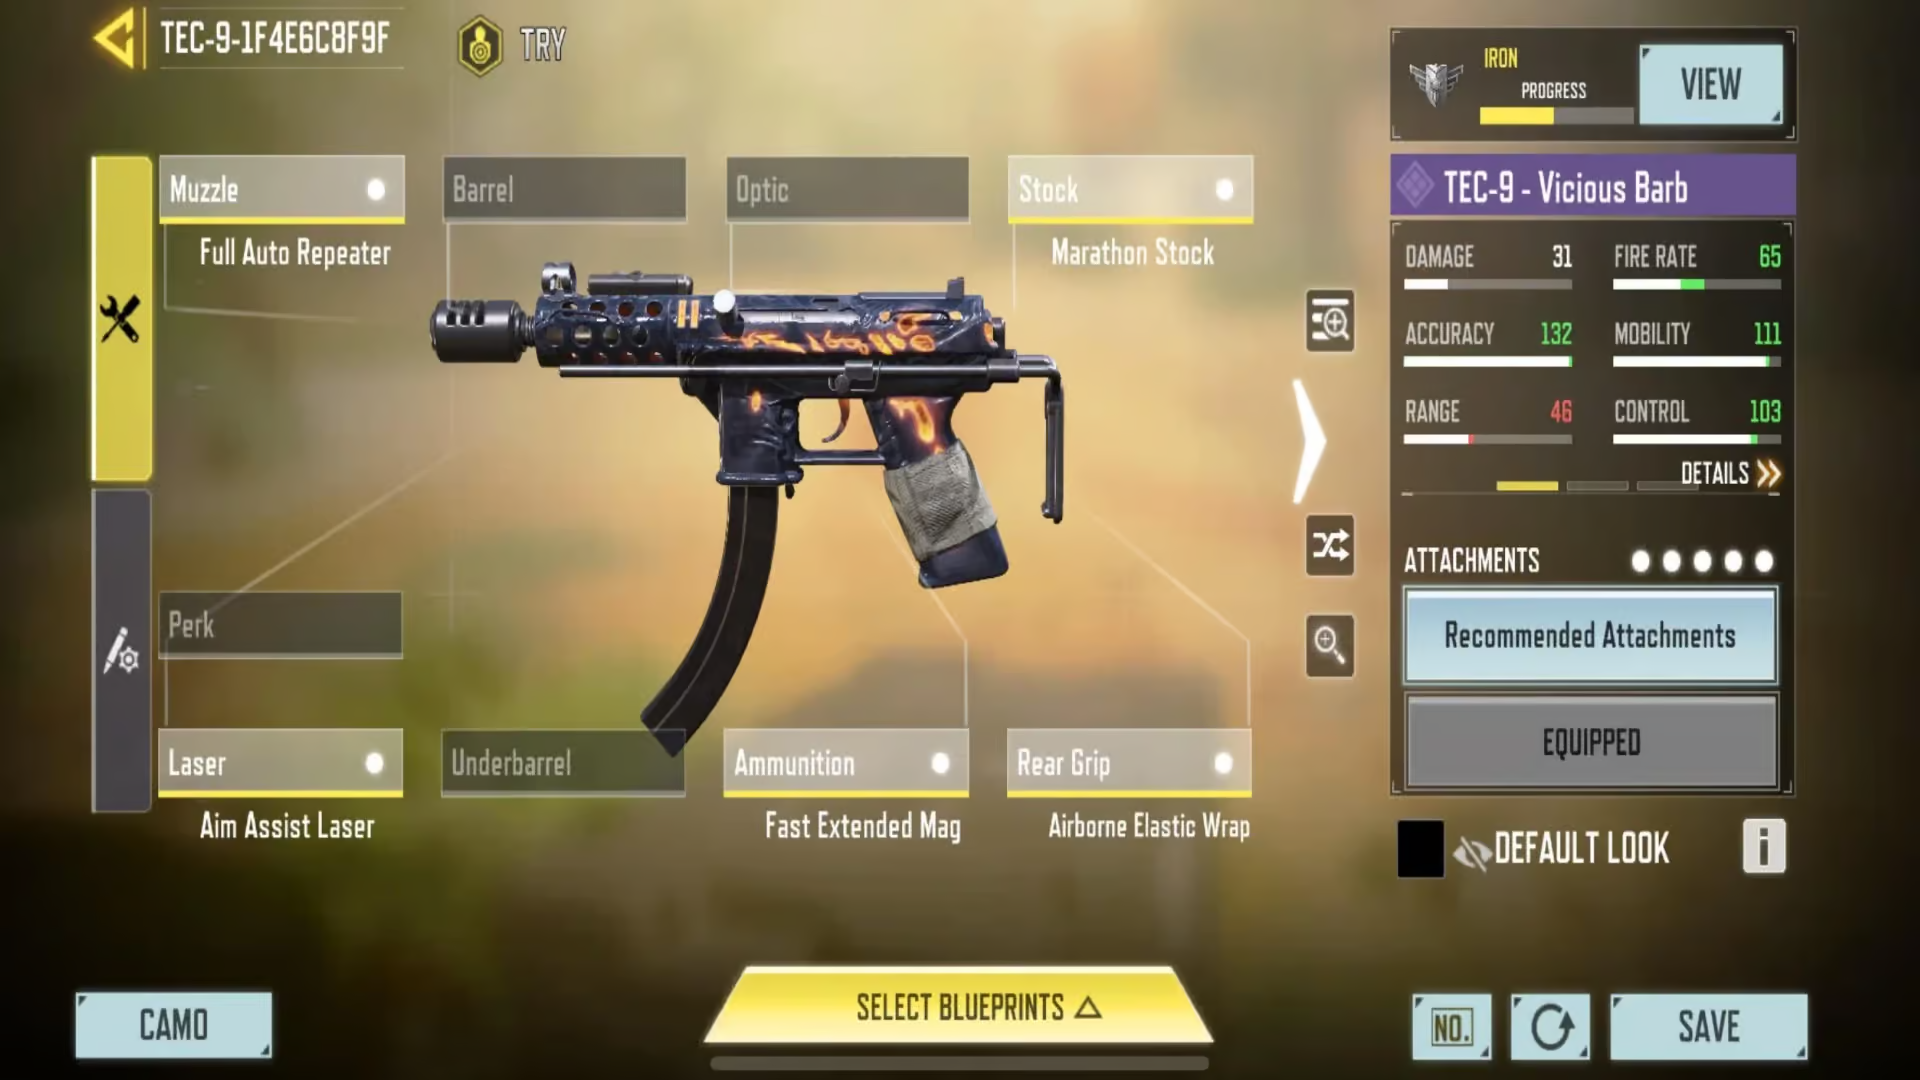 TEC-9-1F4E6C8F9F
TRY
IRON
PROGRESS
VIEW
Muzzle
Full Auto Repeater
Barrel
Optic
Stock
Marathon Stock
TEC-9 - Vicious Barb
DAMAGE 31
FIRE RATE 65
ACCURACY 132
MOBILITY 111
RANGE 46
CONTROL 103
DETAILS
ATTACHMENTS
Recommended Attachments
EQUIPPED
Perk
Laser
Aim Assist Laser
Underbarrel
Ammunition
Fast Extended Mag
Rear Grip
Airborne Elastic Wrap
DEFAULT LOOK
i
CAMO
SELECT BLUEPRINTS
NO.
SAVE